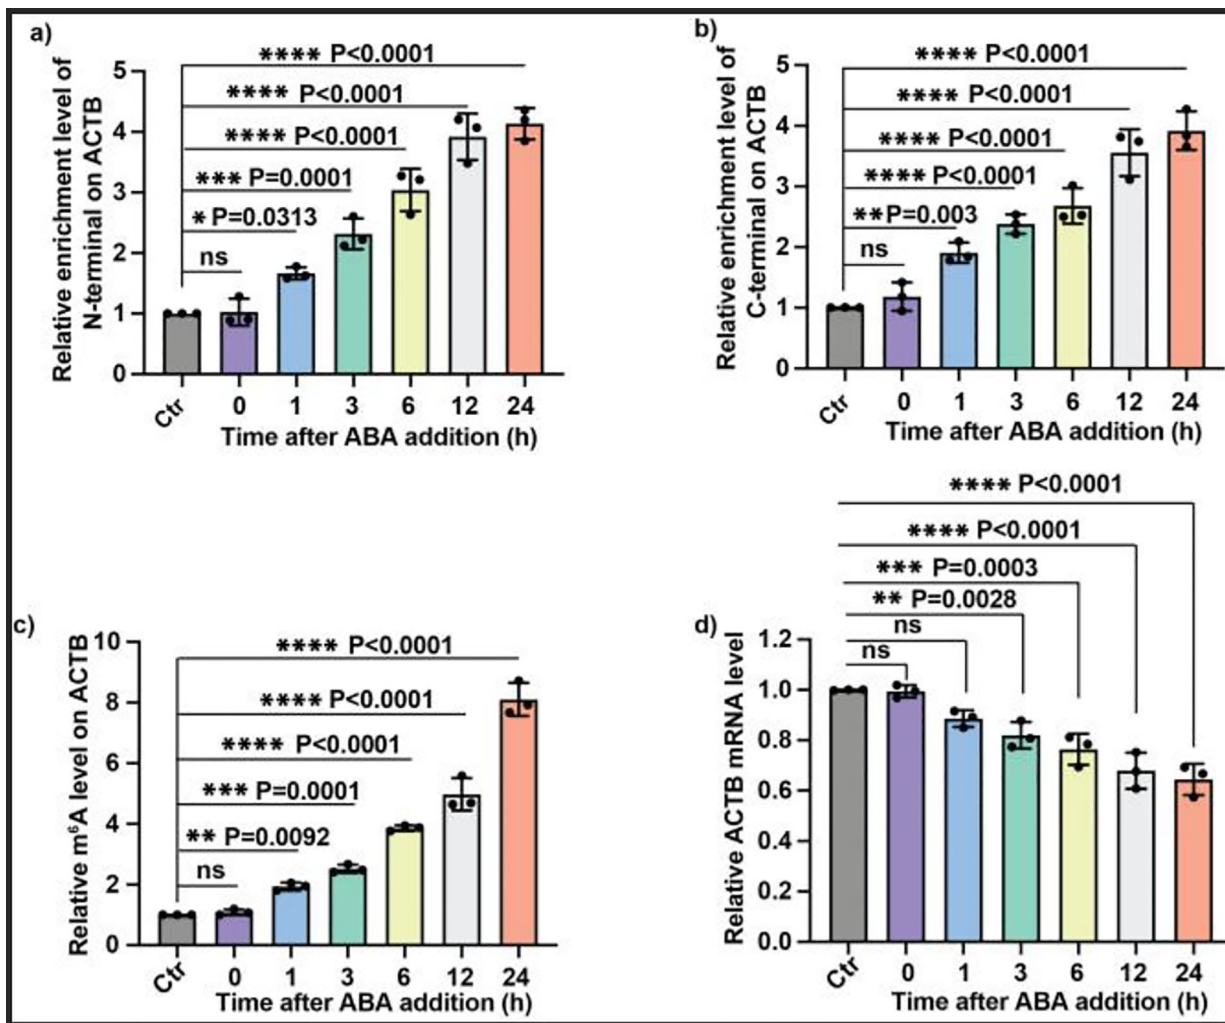 a)
Relative enrichment level of
N-terminal on ACTB
**** P<0.0001
**** P<0.0001
**** P<0.0001
*** P=0.0001
* P=0.0313
ns
5
4
3
2
1
0
Ctr 0 1 3 6 12 24
Time after ABA addition (h)
b)
Relative enrichment level of
C-terminal on ACTB
**** P<0.0001
**** P<0.0001
**** P<0.0001
**** P<0.0001
**P=0.003
ns
5
4
3
2
1
0
Ctr 0 1 3 6 12 24
Time after ABA addition (h)
c)
Relative m⁶A level on ACTB
**** P<0.0001
**** P<0.0001
**** P<0.0001
*** P=0.0001
** P=0.0092
ns
10
8
6
4
2
0
Ctr 0 1 3 6 12 24
Time after ABA addition (h)
d)
Relative ACTB mRNA level
**** P<0.0001
**** P<0.0001
*** P=0.0003
** P=0.0028
ns
ns
1.2
1.0
0.8
0.6
0.4
0.2
0.0
Ctr 0 1 3 6 12 24
Time after ABA addition (h)